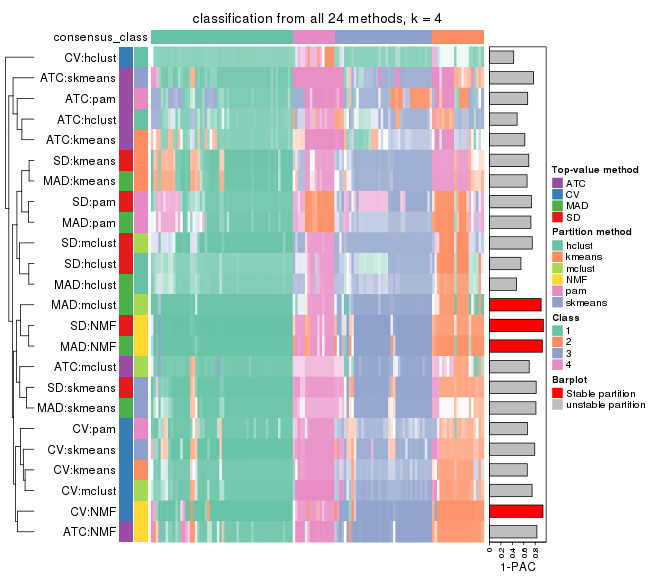 classification from all 24 methods, k = 4
consensus_class
CV:hclust
ATC:skmeans
ATC:pam
ATC:hclust
ATC:kmeans
SD:kmeans
MAD:kmeans
SD:pam
MAD:pam
SD:mclust
SD:hclust
MAD:hclust
MAD:mclust
SD:NMF
MAD:NMF
ATC:mclust
SD:skmeans
MAD:skmeans
CV:pam
CV:skmeans
CV:kmeans
CV:mclust
CV:NMF
ATC:NMF
0 0.2 0.4 0.6 0.8
1-PAC
Top-value method
ATC
CV
MAD
SD
Partition method
hclust
kmeans
mclust
NMF
pam
skmeans
Class
1
2
3
4
Barplot
Stable partition
unstable partition